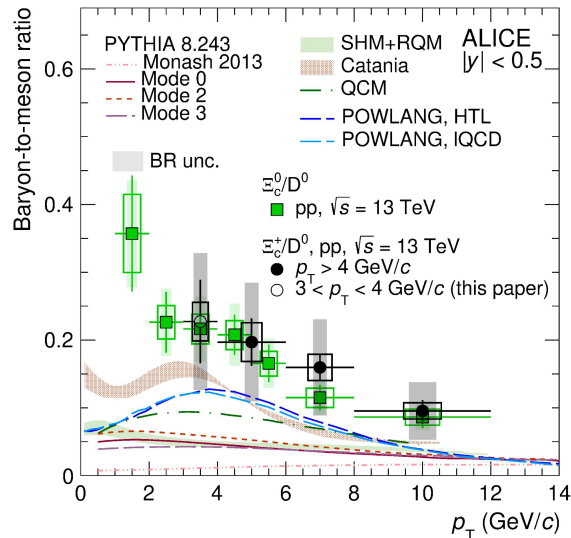 PYTHIA 8.243
Monash 2013
Mode 0
Mode 2
Mode 3
SHM+RQM
Catania
QCM
POWLANG, HTL
POWLANG, lQCD
ALICE
|y| < 0.5
BR unc.
Ξc⁰/D⁰
pp, √s = 13 TeV
Ξc⁺/D⁰, pp, √s = 13 TeV
pT > 4 GeV/c
3 < pT < 4 GeV/c (this paper)
Baryon-to-meson ratio
0.6
0.4
0.2
0
0 2 4 6 8 10 12 14
pT (GeV/c)